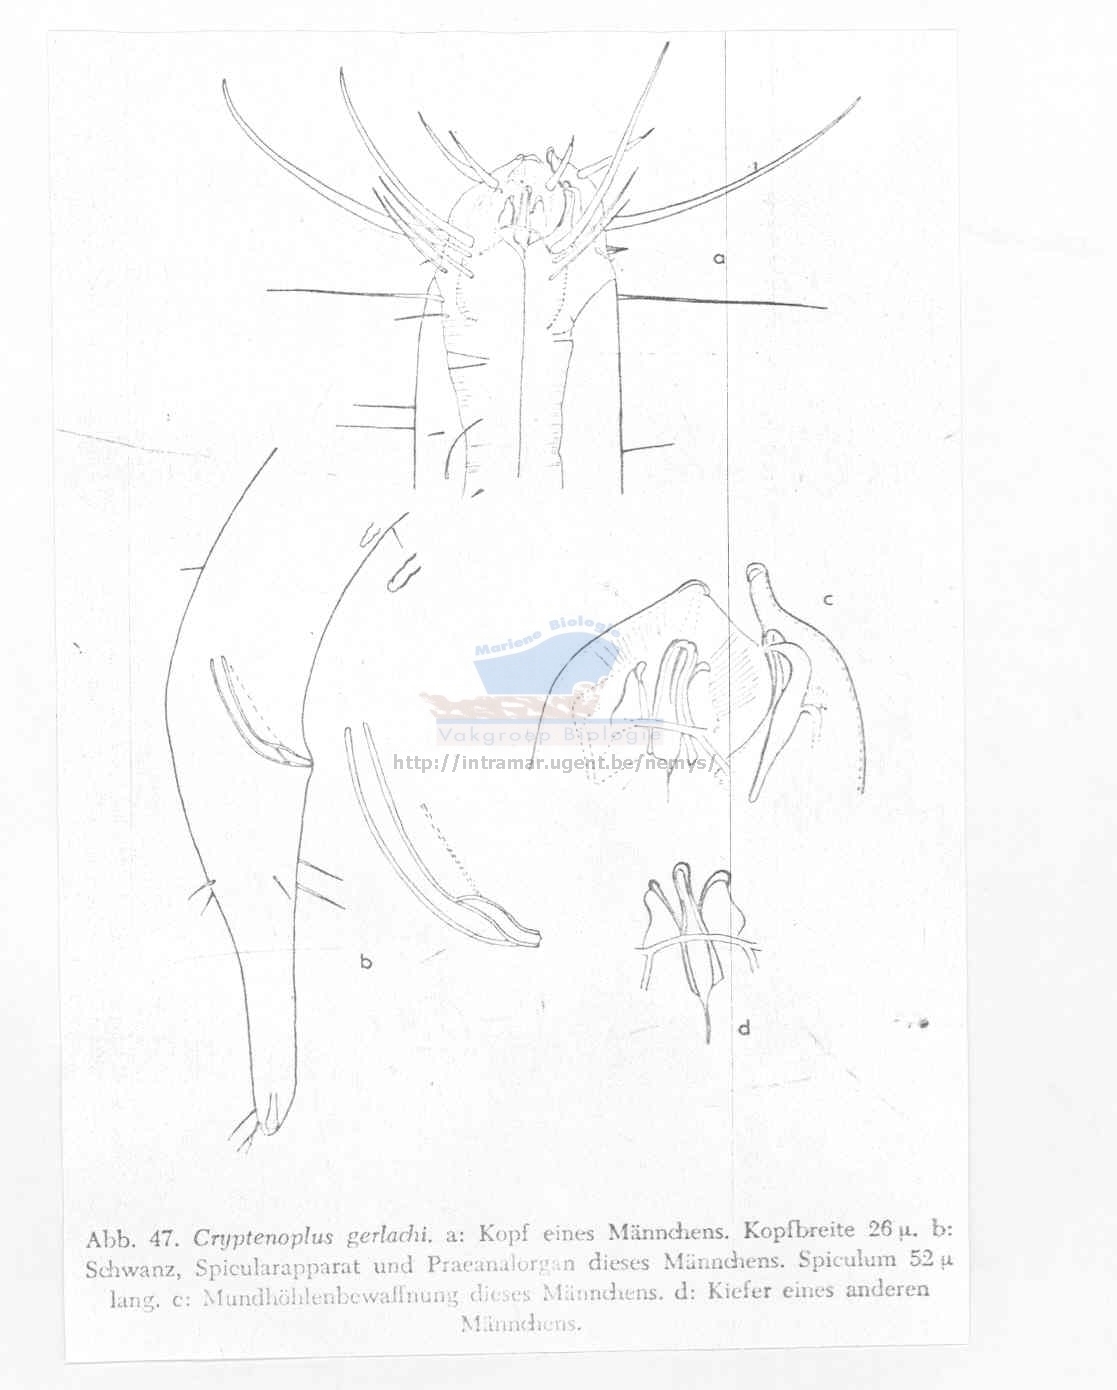 a
c
Mariene Biologie
Vakgroep Biologie
http://intramar.ugent.be/nemys/
b
d
Abb. 47. Cryptenoplus gerlachi. a: Kopf eines Männchens. Kopfbreite 26 µ. b:
Schwanz, Spicularapparat und Praeanalorgan dieses Männchens. Spiculum 52 µ
lang. c: Mundhöhlenbewaffnung dieses Männchens. d: Kiefer eines anderen
Männchens.